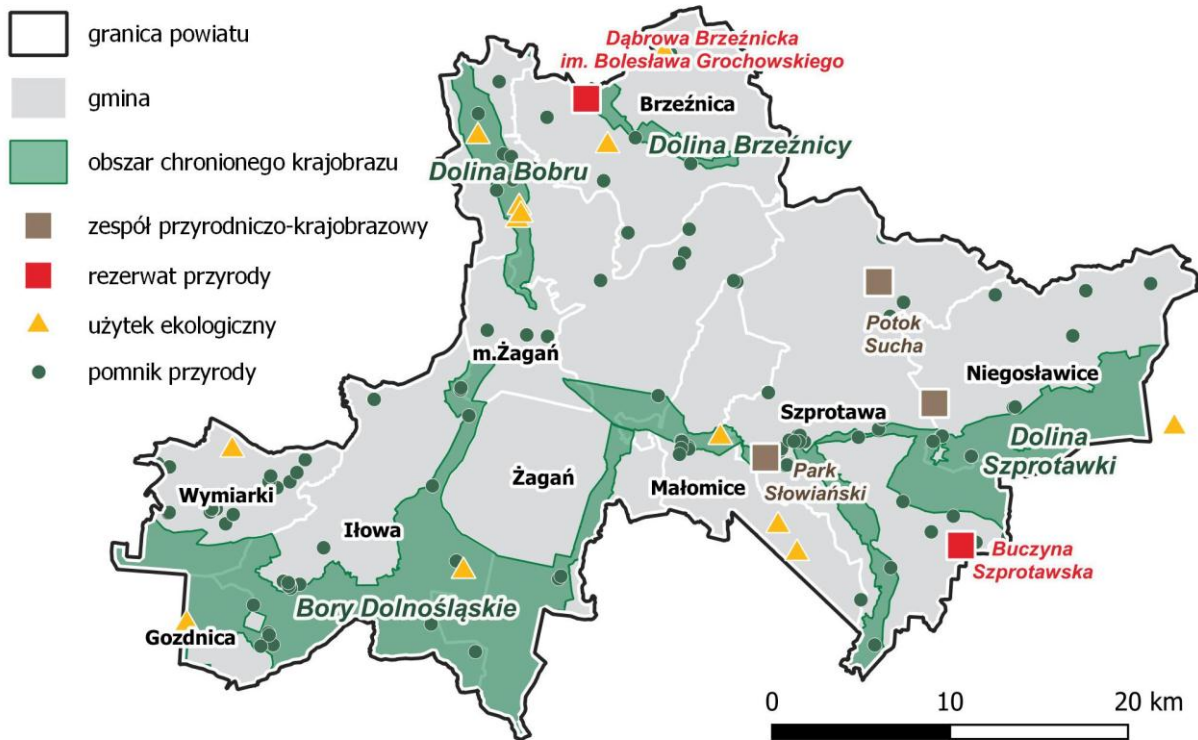 granica powiatu
gmina
obszar chronionego krajobrazu
zespół przyrodniczo-krajobrazowy
rezerwat przyrody
użytek ekologiczny
pomnik przyrody
Dąbrowa Brzeźnicka
im. Bolesława Grochowskiego
Brzeźnica
Dolina Brzeźnicy
Dolina Bobru
Potok
Sucha
m.Żagań
Niegosławice
Szprotawa
Dolina
Szprotawki
Park
Słowiański
Małomice
Żagań
Wymiarki
Iłowa
Buczyna
Szprotawska
Bory Dolnośląskie
Gozdnica
0 10 20 km